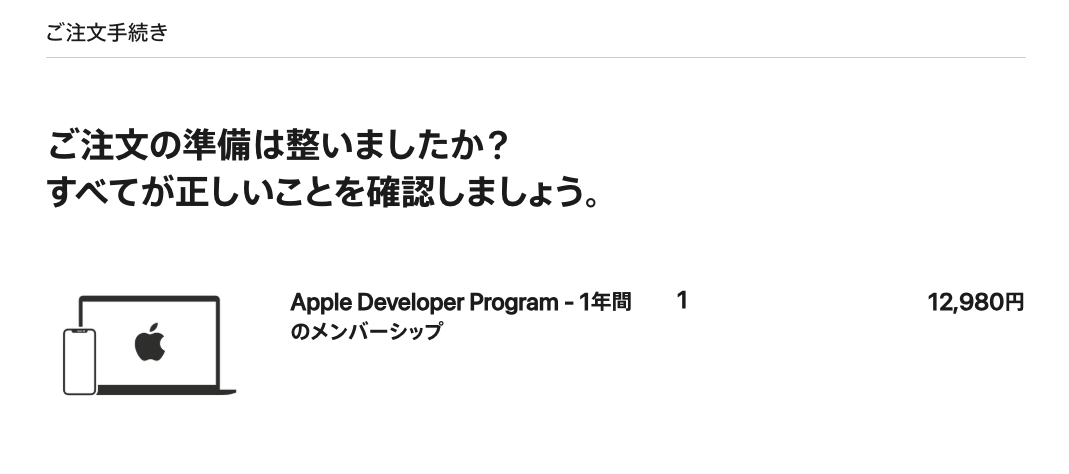 ご注文手続き
ご注文の準備は整いましたか？
すべてが正しいことを確認しましょう。
Apple Developer Program - 1年間 1 12,980円
のメンバーシップ